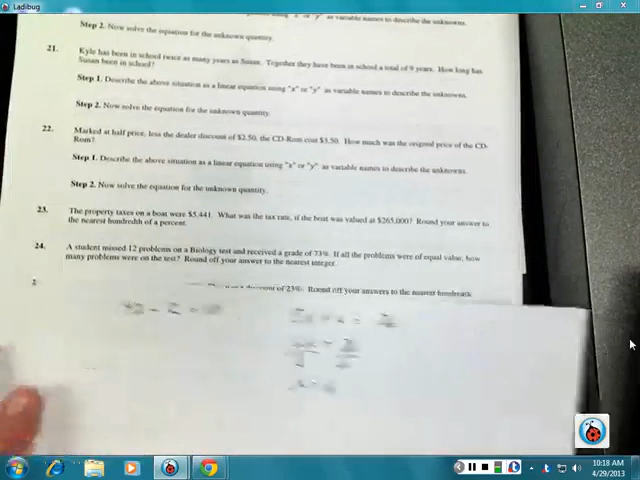 Ladibug
as variable names to describe the unknowns.
Step 2. Now solve the equation for the unknown quantity.
21. Kyle has been in school twice as many years as Susan. Together they have been in school a total of 9 years. How long has
Susan been in school?
Step 1. Describe the above situation as a linear equation using "x" or "y" as variable names to describe the unknowns.
Step 2. Now solve the equation for the unknown quantity.
22. Marked at half price, less the dealer discount of $2.50, the CD-Rom cost $5.50. How much was the original price of the CD-
Rom?
Step 1. Describe the above situation as a linear equation using "x" or "y" as variable names to describe the unknowns.
Step 2. Now solve the equation for the unknown quantity.
23. The property taxes on a boat were $5,441. What was the tax rate, if the boat was valued at $265,000? Round your answer to
the nearest hundredth of a percent.
24. A student missed 12 problems on a Biology test and received a grade of 73%. If all the problems were of equal value, how
many problems were on the test? Round off your answer to the nearest integer.
discount of 23%. Round off your answers to the nearest hundredth
10:18 AM
4/29/2013